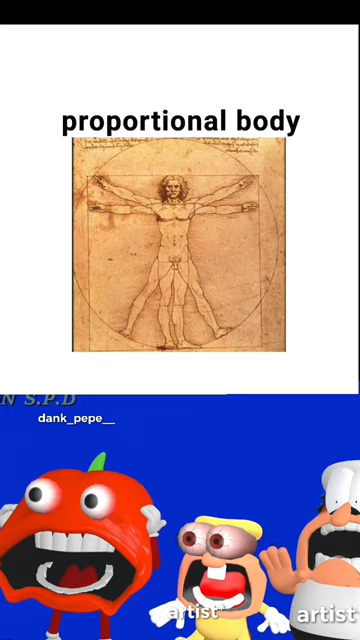 proportional body
N S.P.D
dank_pepe__
artist*
artist*